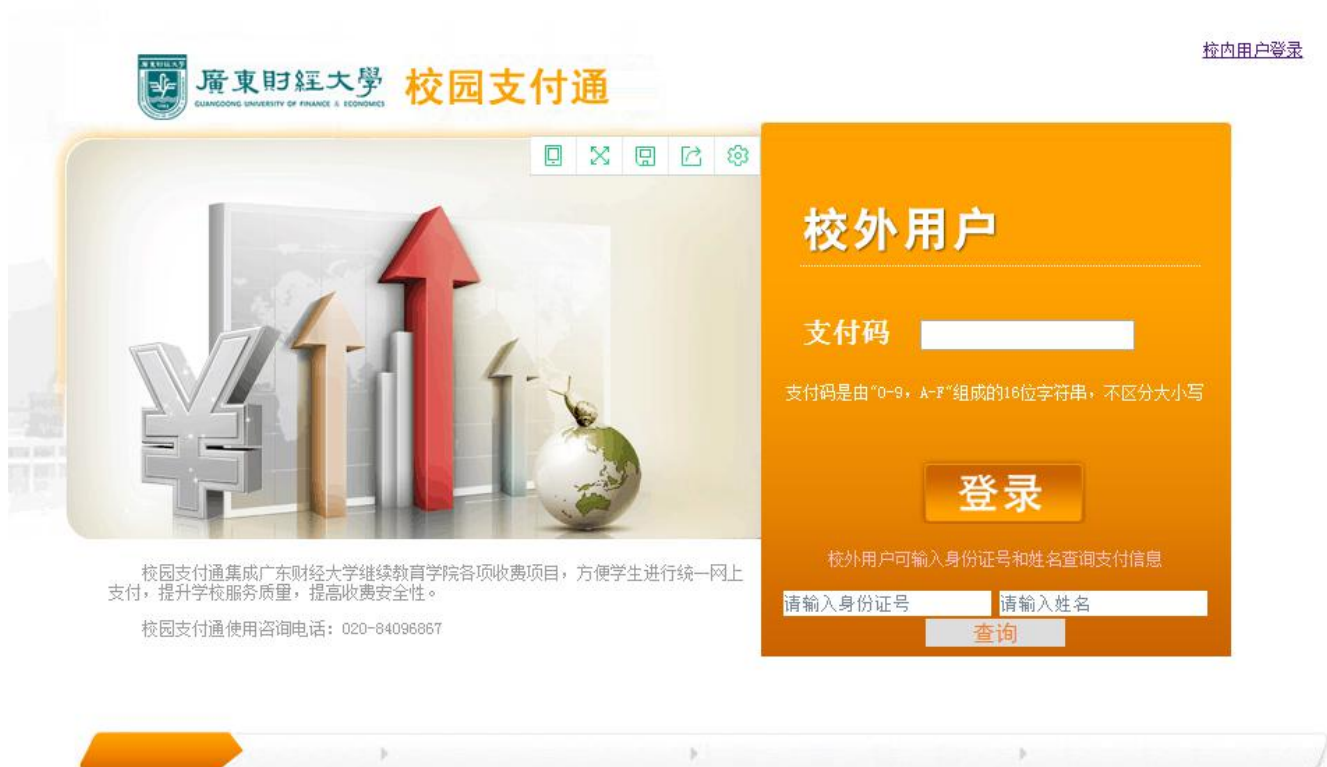 校内用户登录
廣東財經大學 校园支付通
GUANGDONG UNIVERSITY OF FINANCE & ECONOMICS
校外用户
支付码
支付码是由"0-9，A-F"组成的16位字符串，不区分大小写
登录
校外用户可输入身份证号和姓名查询支付信息
请输入身份证号 请输入姓名
查询
校园支付通集成广东财经大学继续教育学院各项收费项目，方便学生进行统一网上
支付，提升学校服务质量，提高收费安全性。
校园支付通使用咨询电话：020-84096867